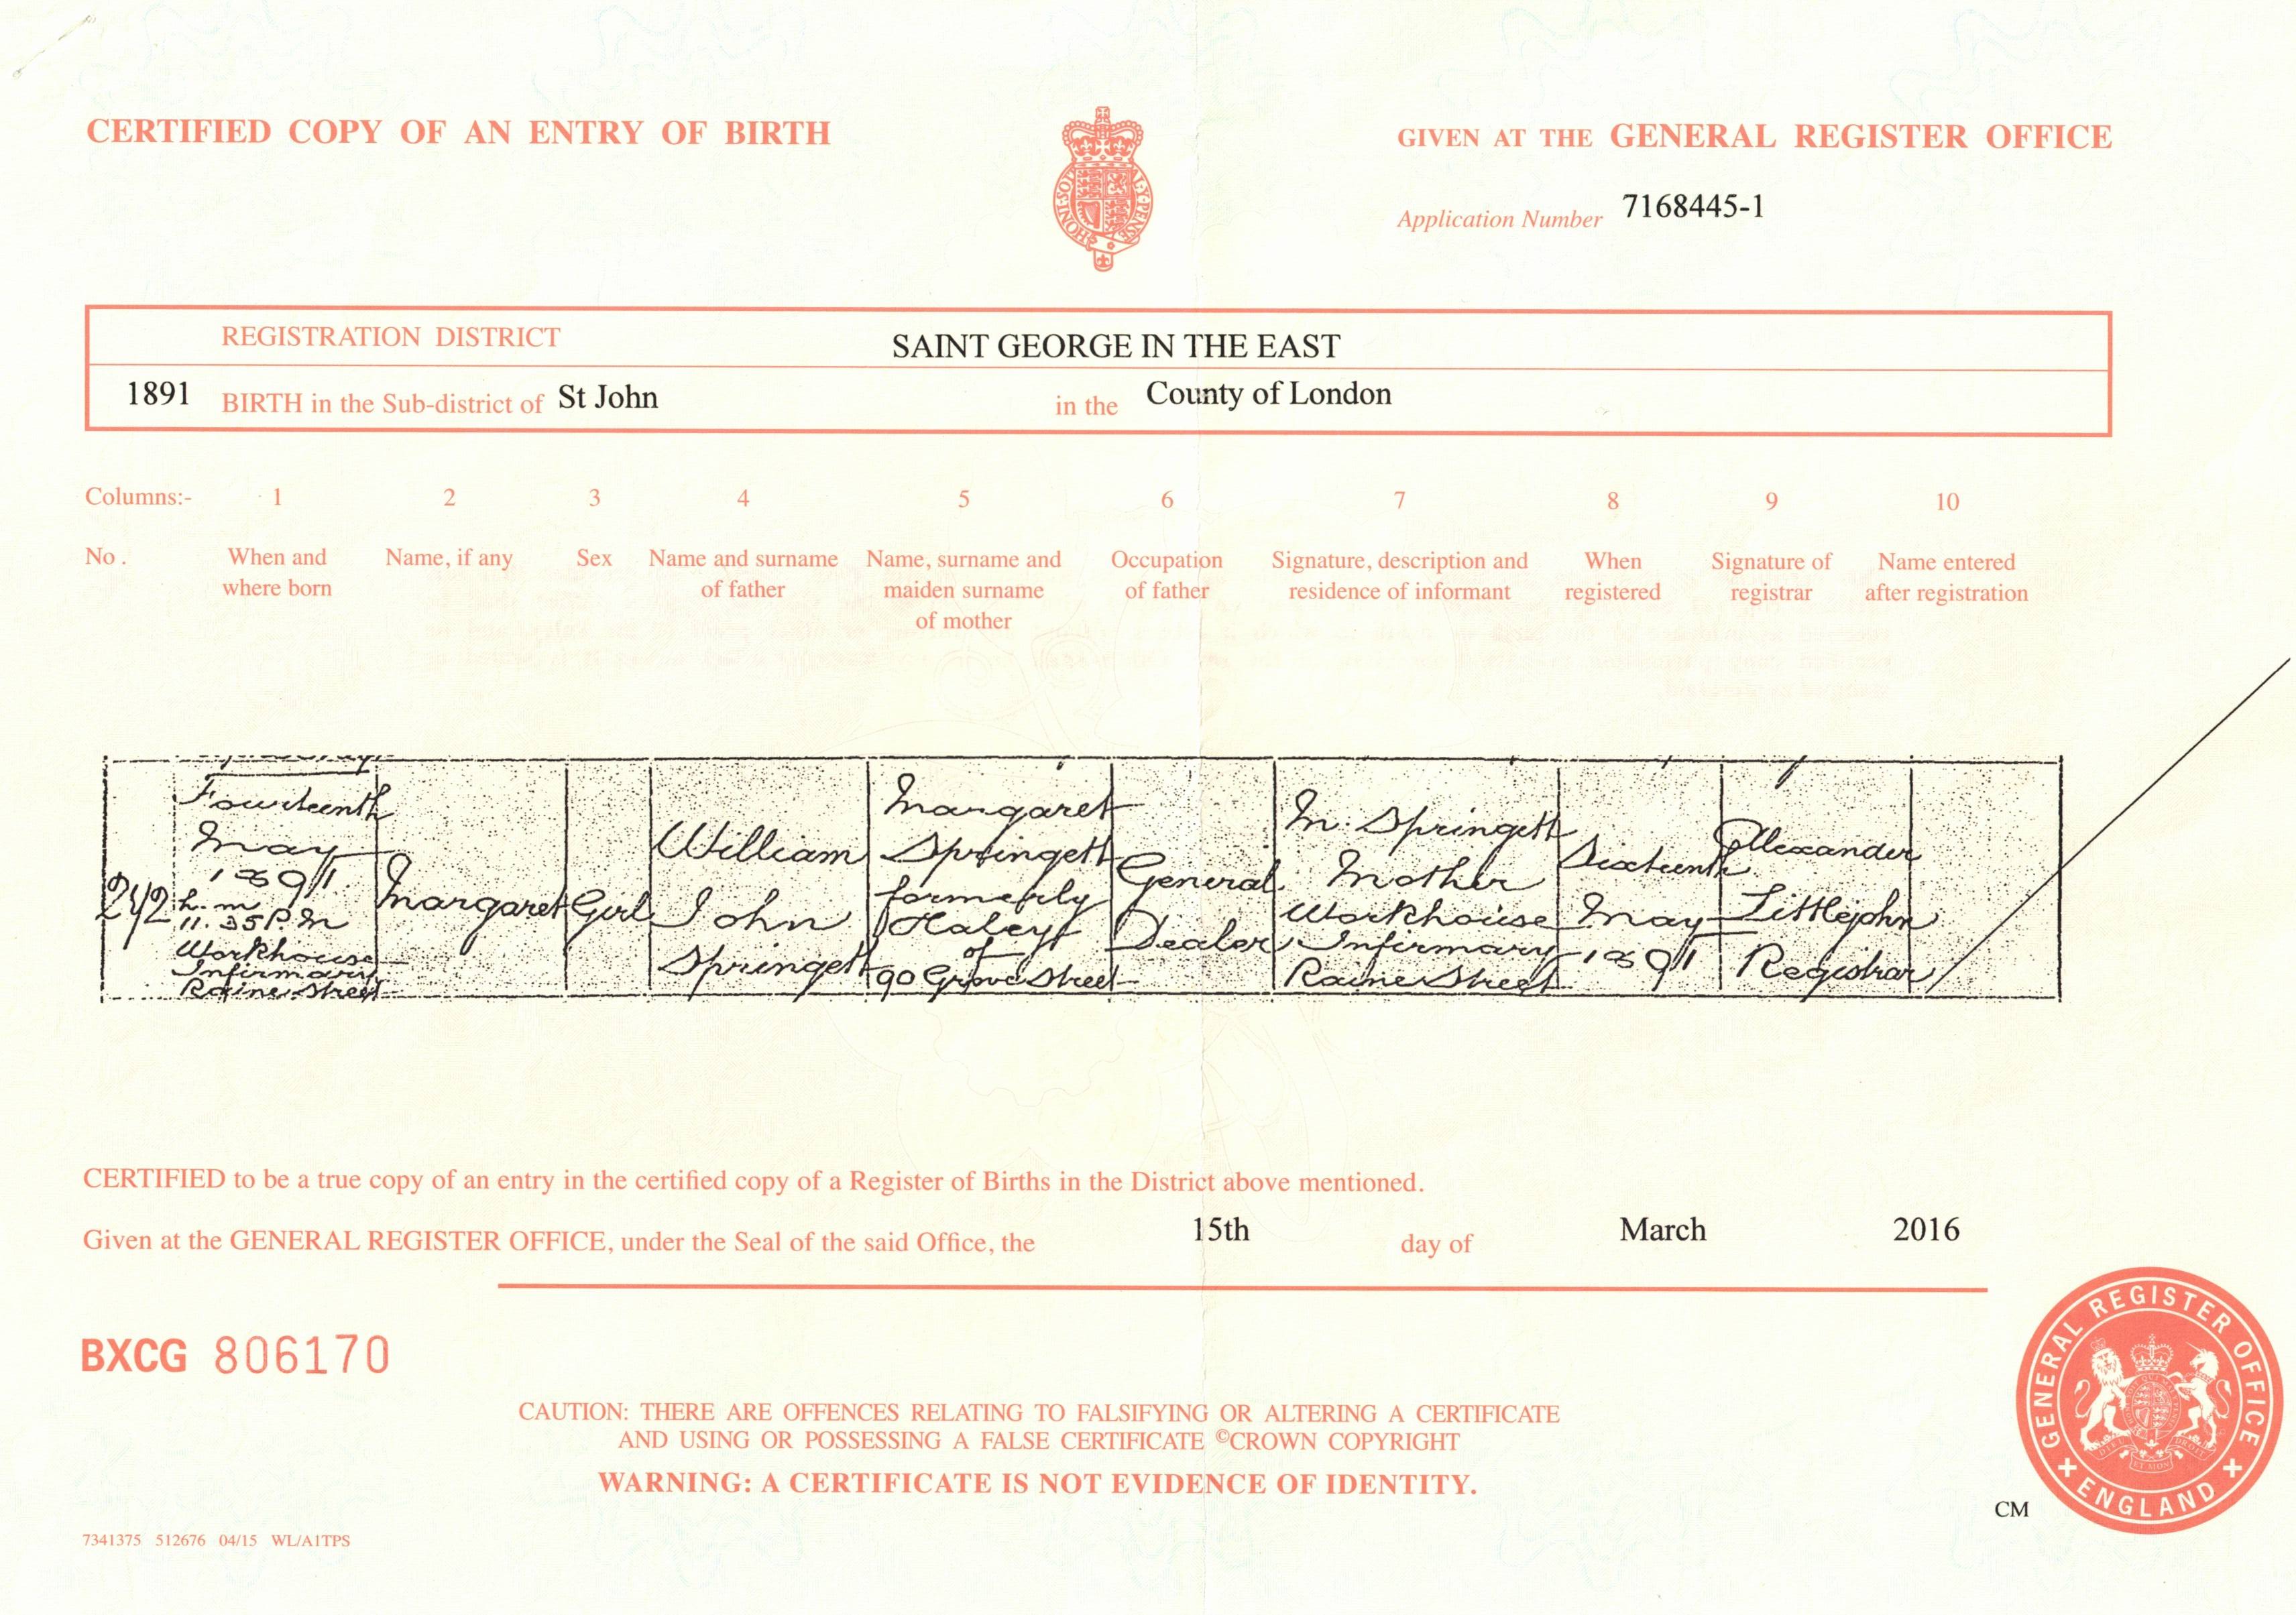 CERTIFIED COPY OF AN ENTRY OF BIRTH
GIVEN AT THE GENERAL REGISTER OFFICE
Application Number 7168445-1
REGISTRATION DISTRICT SAINT GEORGE IN THE EAST
1891 BIRTH in the Sub-district of St John in the County of London
Columns:- 1 2 3 4 5 6 7 8 9 10
No. When and where born
Name, if any
Sex
Name and surname of father
Name, surname and maiden surname of mother
Occupation of father
Signature, description and residence of informant
When registered
Signature of registrar
Name entered after registration
242
Fourteenth
May
1891
h. m
11.35 P.M
Workhouse
Infirmary
Raine Street
Margaret
Girl
William
John
Springett
Margaret
Springett
formerly
Haley
of
90 Grove Street
General
Dealer
M. Springett
Mother
Workhouse
Infirmary
Raine Street
Sixteenth
May
1891
Alexander
Littlejohn
Registrar
CERTIFIED to be a true copy of an entry in the certified copy of a Register of Births in the District above mentioned.
Given at the GENERAL REGISTER OFFICE, under the Seal of the said Office, the 15th day of March 2016
BXCG 806170
CAUTION: THERE ARE OFFENCES RELATING TO FALSIFYING OR ALTERING A CERTIFICATE
AND USING OR POSSESSING A FALSE CERTIFICATE ©CROWN COPYRIGHT
WARNING: A CERTIFICATE IS NOT EVIDENCE OF IDENTITY.
CM
GENERAL REGISTER OFFICE
ENGLAND
7341375 512676 04/15 WL/A1TPS